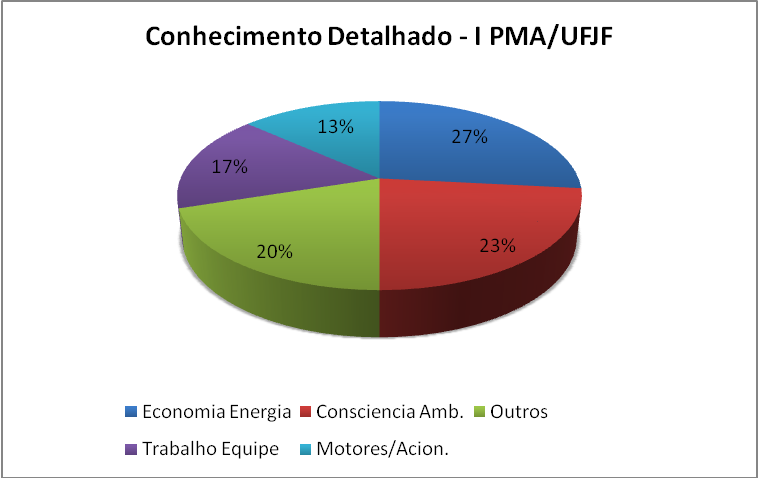 Conhecimento Detalhado - I PMA/UFJF
13%
27%
17%
20%
23%
Economia Energia
Consciencia Amb.
Outros
Trabalho Equipe
Motores/Acion.